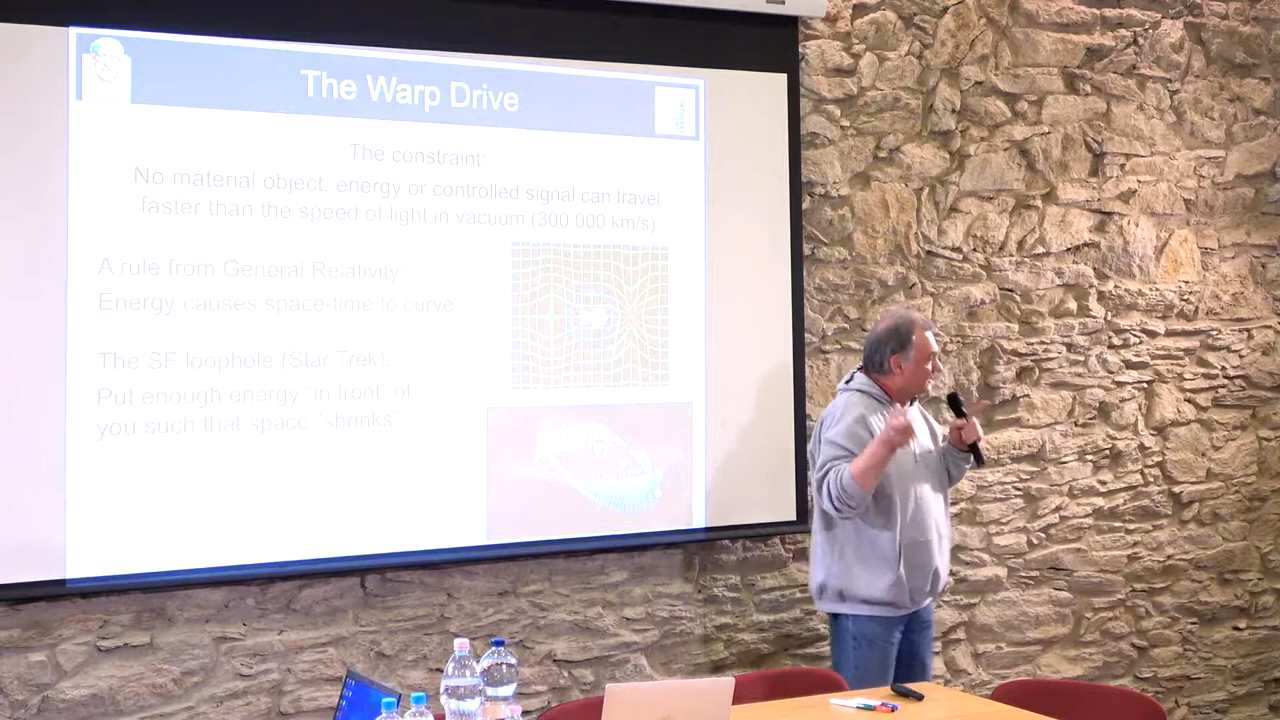 The Warp Drive
The constraint:
No material object, energy or controlled signal can travel
faster than the speed of light in vacuum (300 000 km/s)
A rule from General Relativity:
Energy causes space-time to curve.
The SF loophole (Star Trek):
Put enough energy "in front" of
you such that space "shrinks"